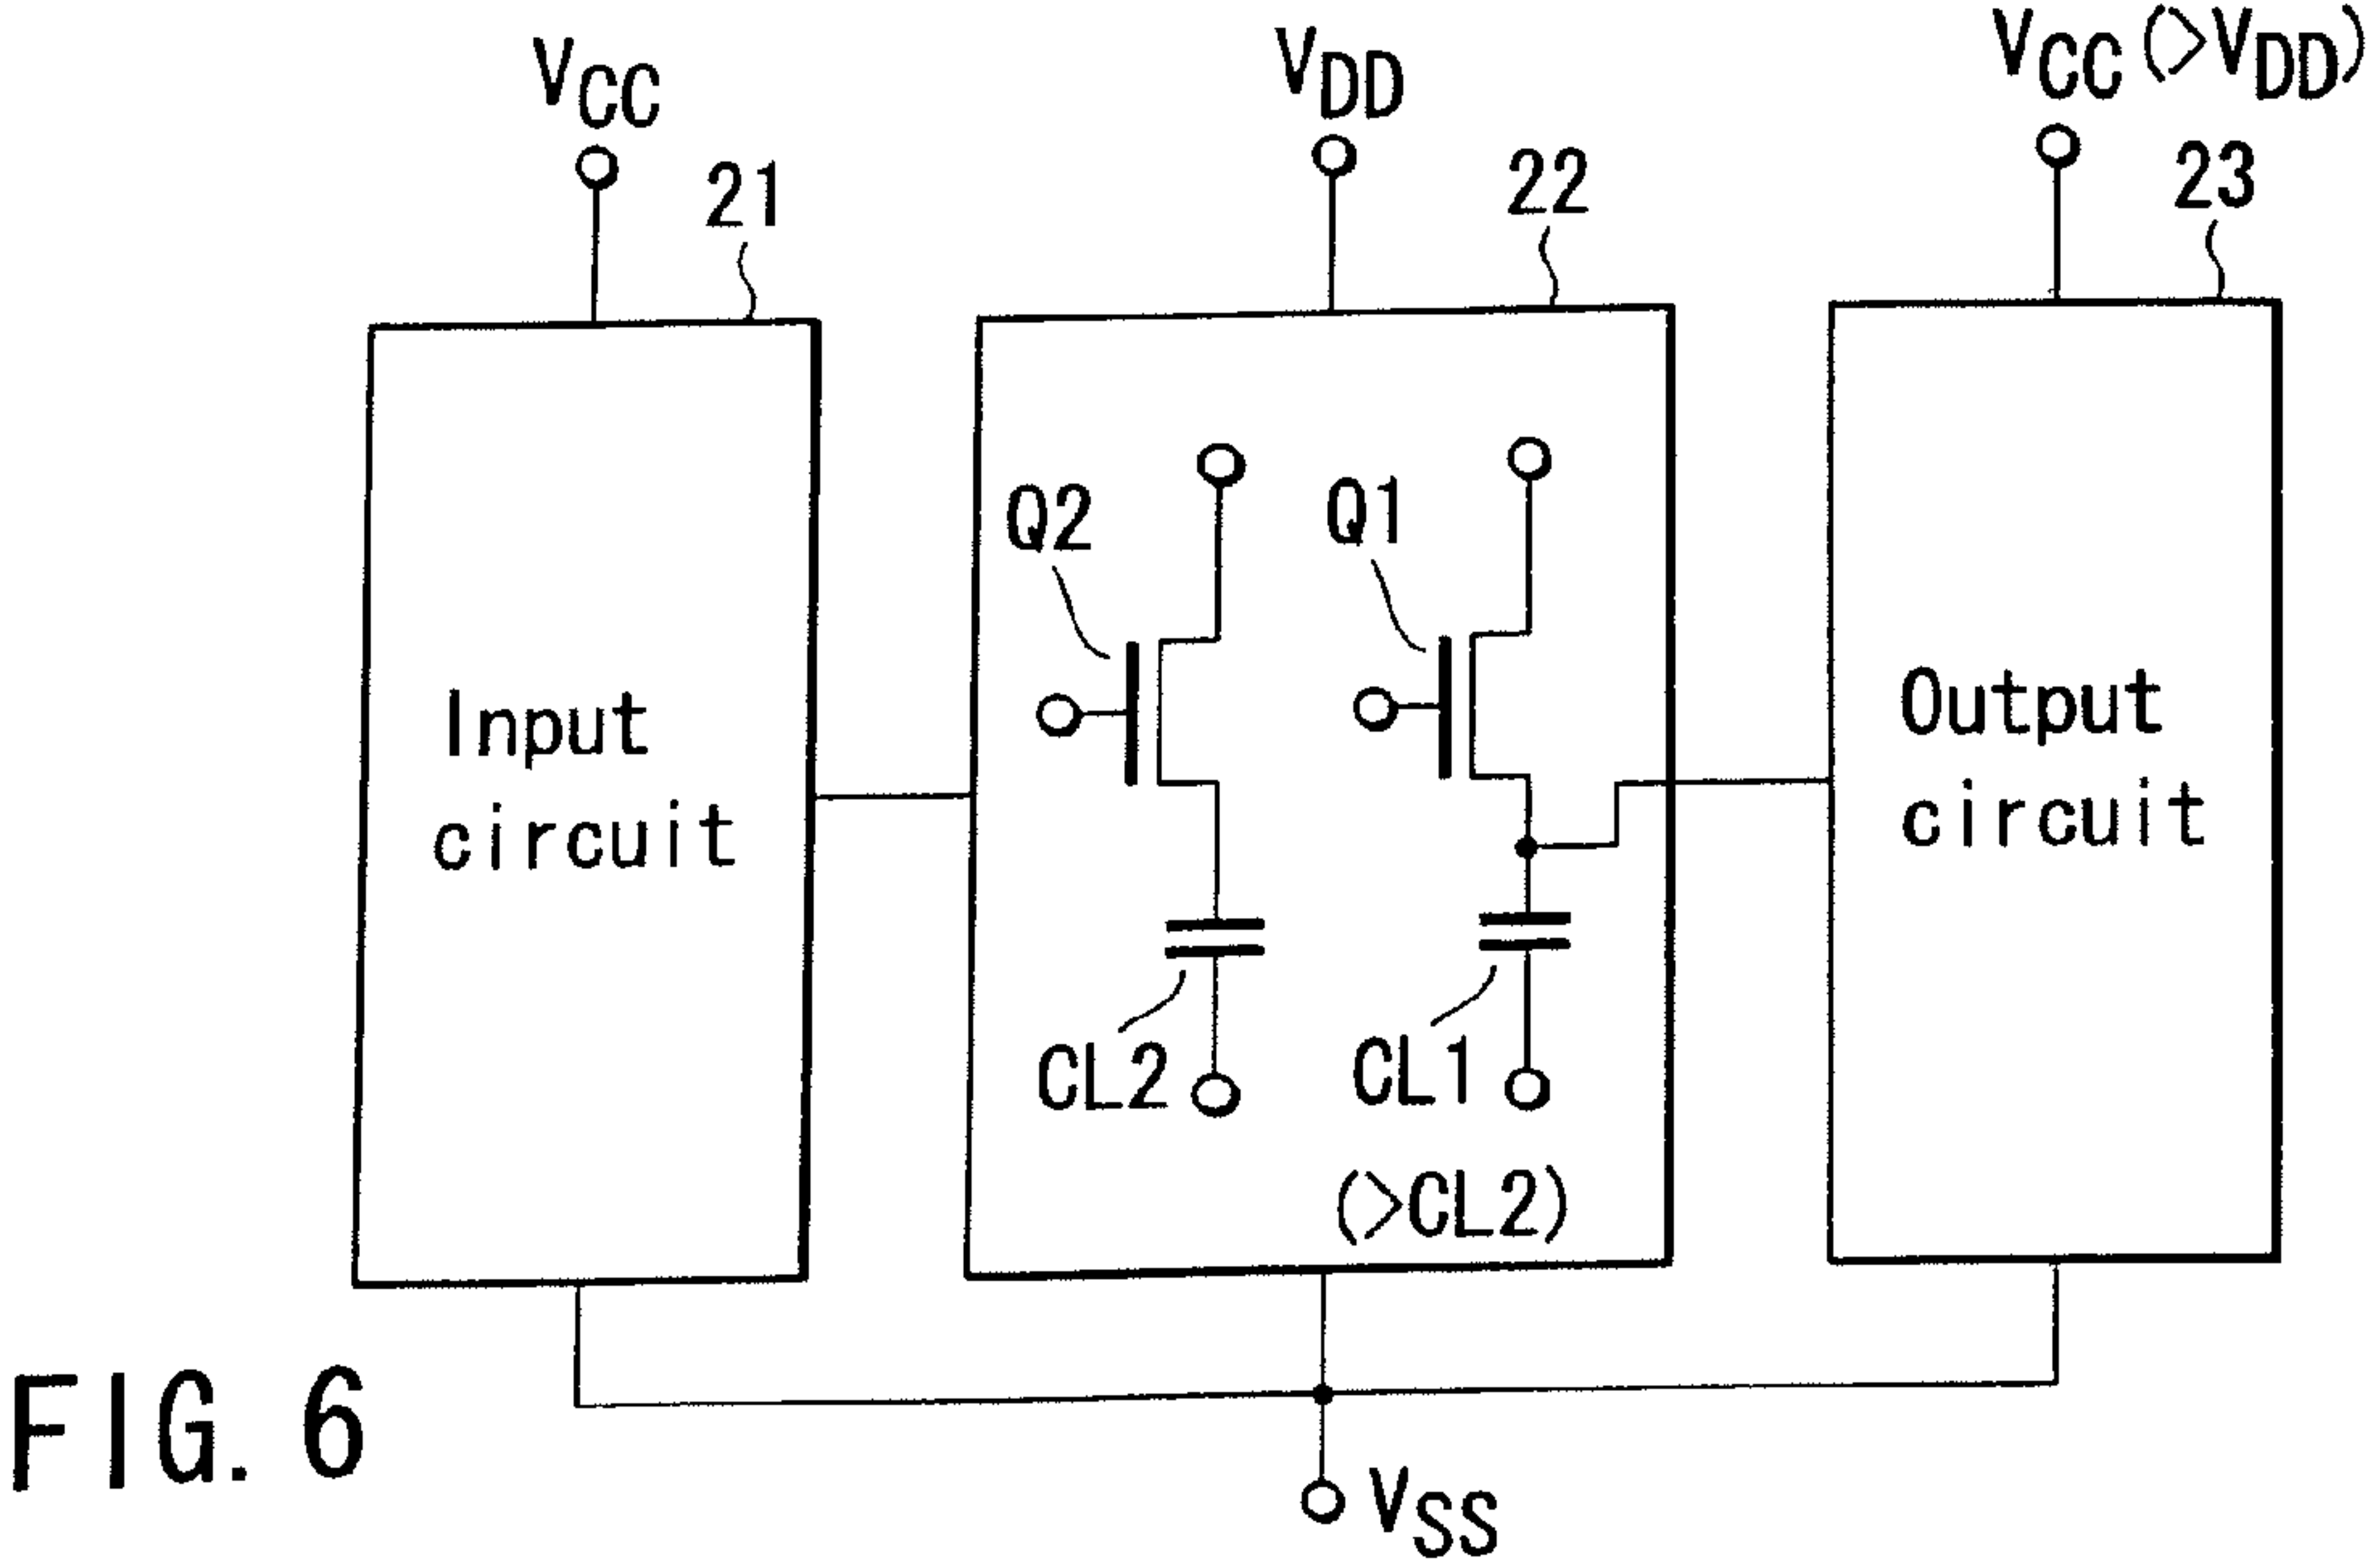 VCC
VDD
VCC (>VDD)
21
22
23
Q2
Q1
Input
circuit
Output
circuit
CL2
CL1
(>CL2)
VSS
FIG. 6